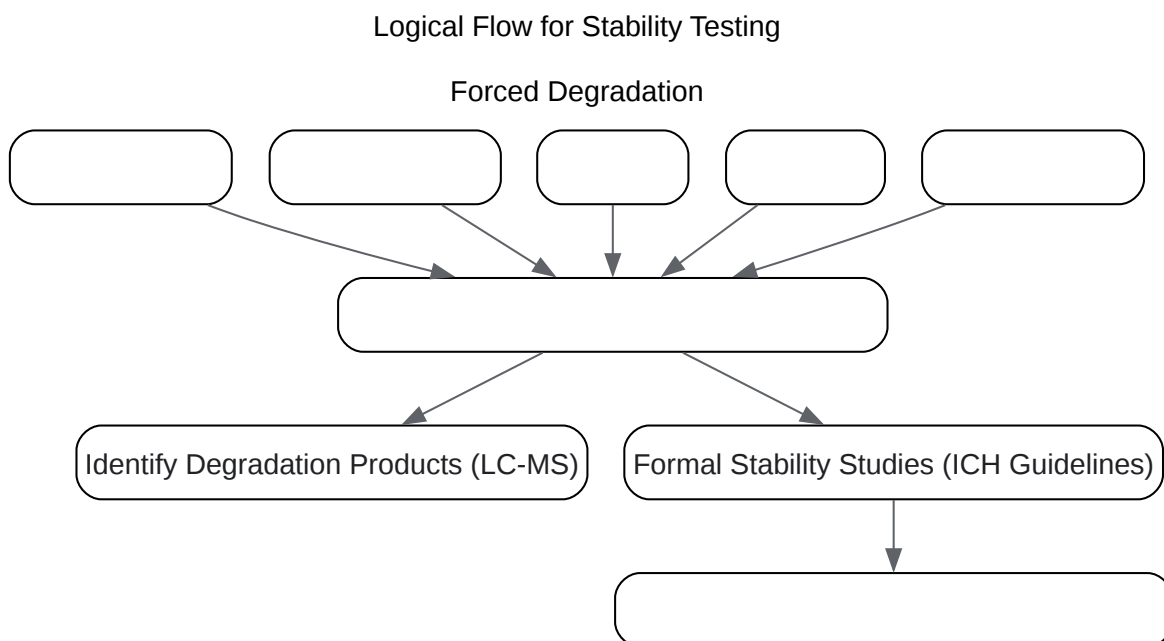 Logical Flow for Stability Testing
Forced Degradation
Identify Degradation Products (LC-MS)
Formal Stability Studies (ICH Guidelines)